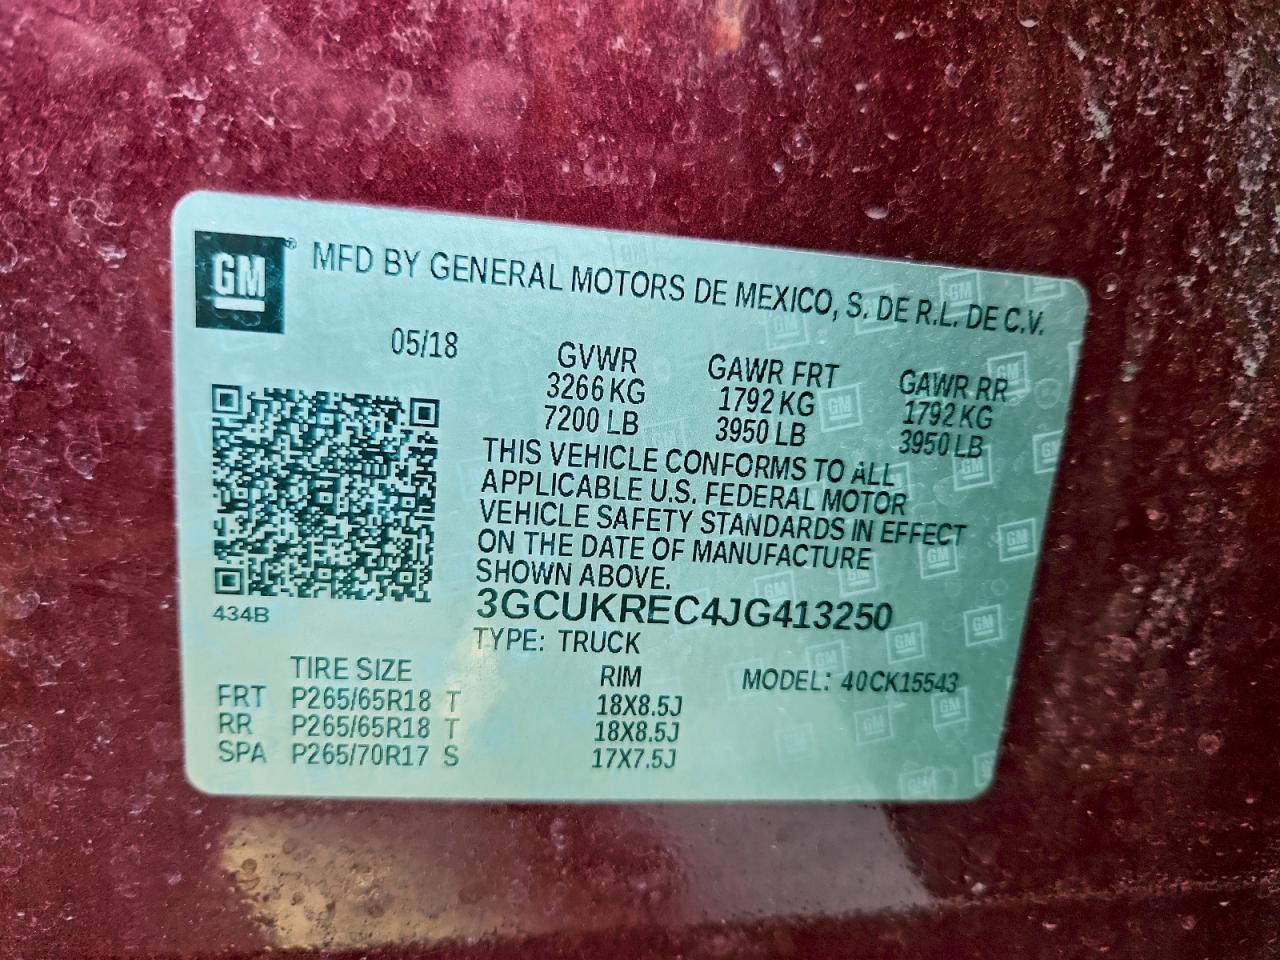 GM® MFD BY GENERAL MOTORS DE MEXICO, S. DE R.L. DE C.V.
05/18 GVWR GAWR FRT GAWR RR
3266 KG 1792 KG 1792 KG
7200 LB 3950 LB 3950 LB
THIS VEHICLE CONFORMS TO ALL
APPLICABLE U.S. FEDERAL MOTOR
VEHICLE SAFETY STANDARDS IN EFFECT
ON THE DATE OF MANUFACTURE
SHOWN ABOVE.
434B 3GCUKREC4JG413250
TYPE: TRUCK
TIRE SIZE RIM MODEL: 40CK15543
FRT P265/65R18 T 18X8.5J
RR P265/65R18 T 18X8.5J
SPA P265/70R17 S 17X7.5J